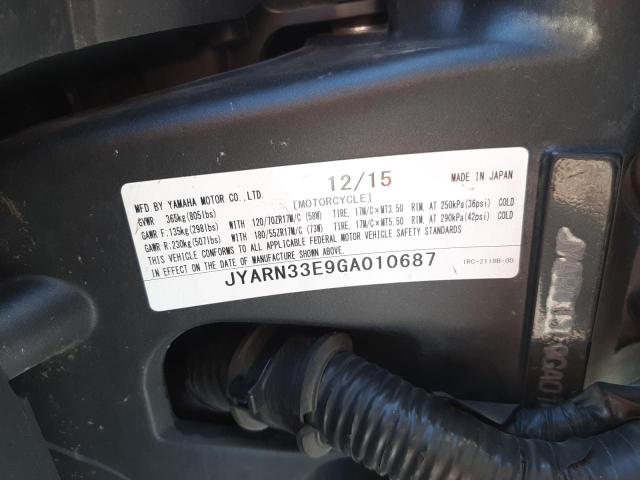 12/15
MFD BY YAMAHA MOTOR CO.,LTD. [MOTORCYCLE] MADE IN JAPAN
GVWR 365kg(805lbs)
GAWR F:135kg(298lbs) WITH 120/70ZR17M/C (58W) TIRE, 17M/C×MT3.50 RIM, AT 250kPa(36psi) COLD
GAWR R:230kg(507lbs) WITH 180/55ZR17M/C (73W) TIRE, 17M/C×MT5.50 RIM, AT 290kPa(42psi) COLD
THIS VEHICLE CONFORMS TO ALL APPLICABLE FEDERAL MOTOR VEHICLE SAFETY STANDARDS
IN EFFECT ON THE DATE OF MANUFACTURE SHOWN ABOVE.
JYARN33E9GA010687
1RC-2118B-00